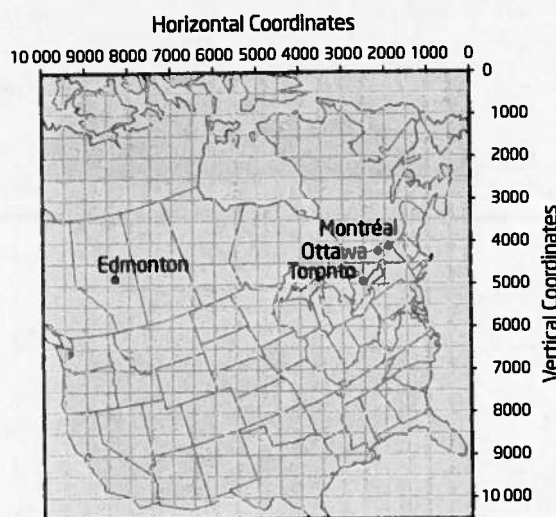 Horizontal Coordinates
10 000 9000 8000 7000 6000 5000 4000 3000 2000 1000 0
0
1000
2000
3000
Montréal
4000
Ottawa
Edmonton
Toronto
5000
6000
7000
8000
9000
10 000
Vertical Coordinates